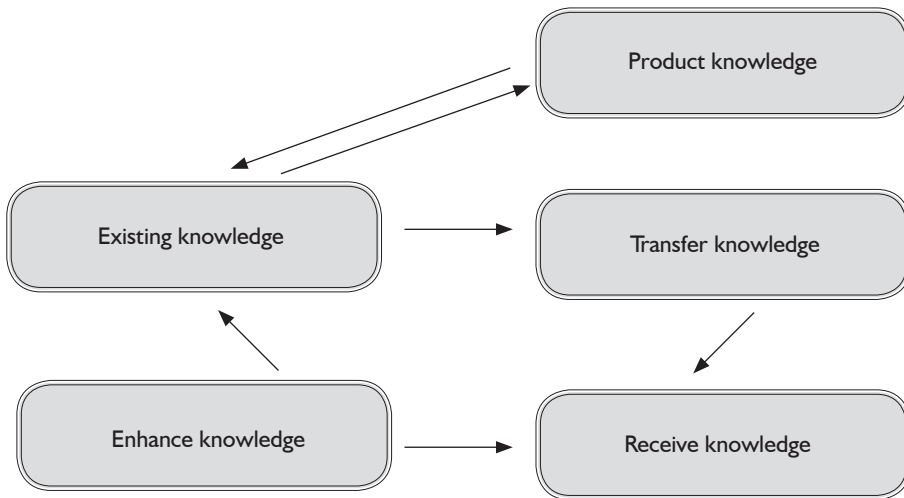 Product knowledge
Existing knowledge
Transfer knowledge
Enhance knowledge
Receive knowledge